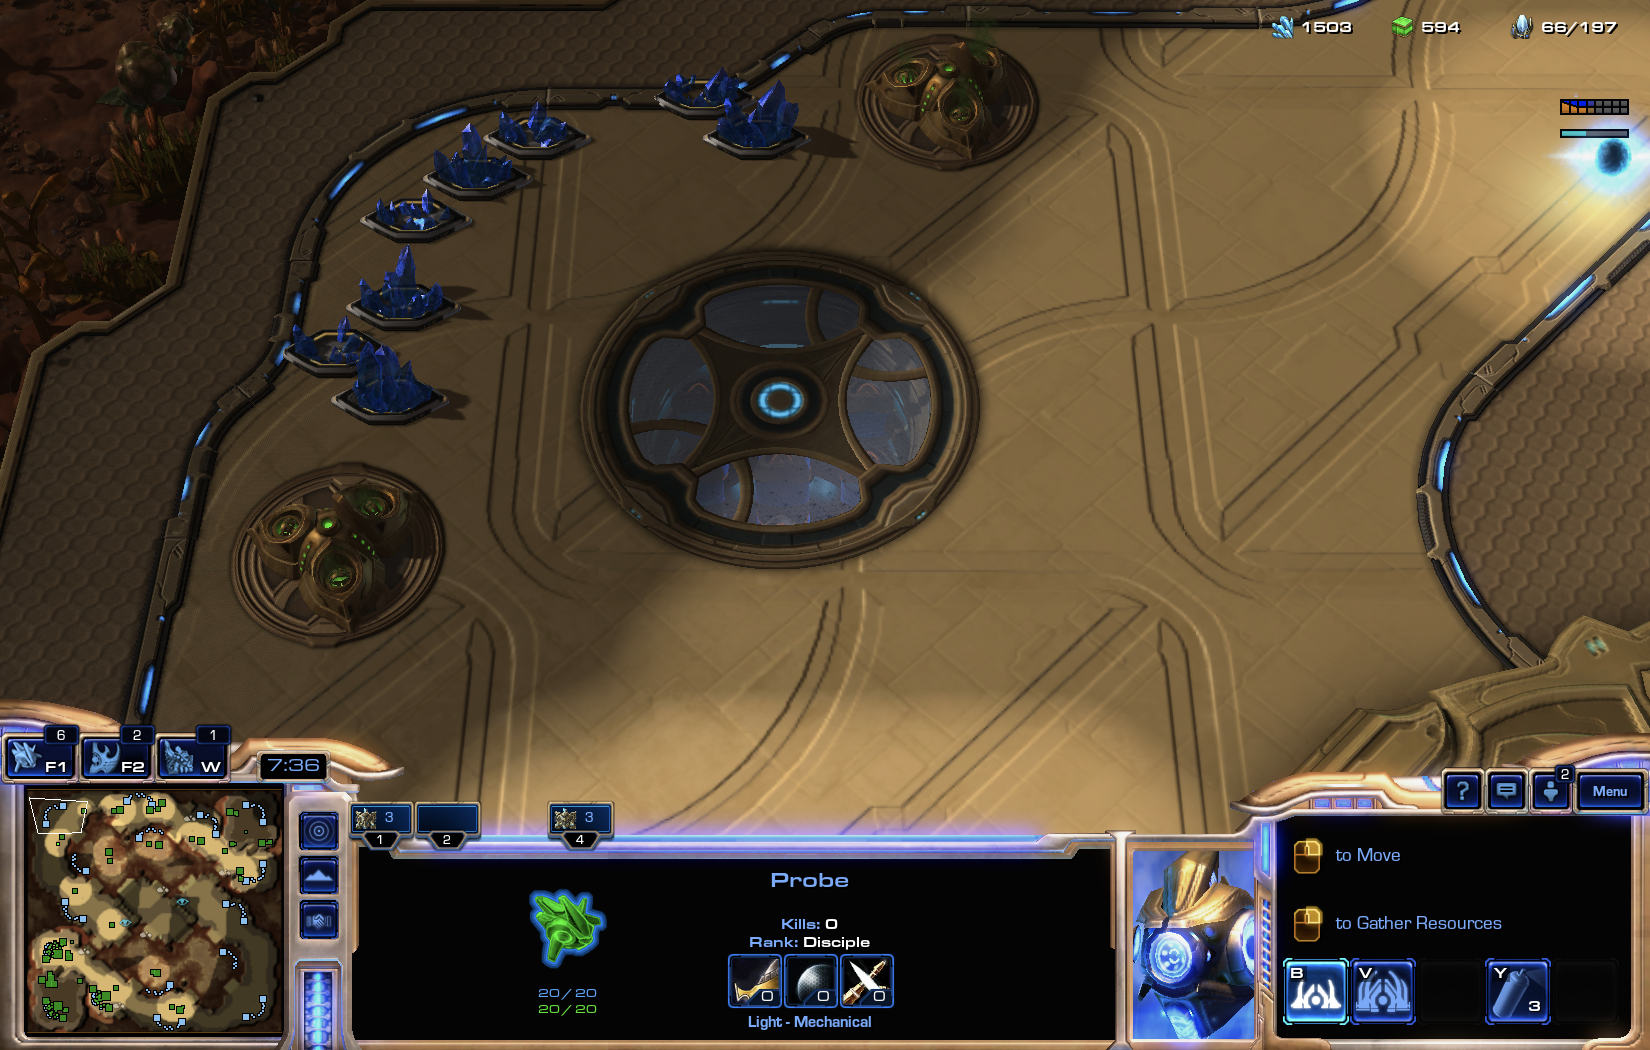 1503 594 66/197
6 2 1
F1 F2 W
7:36
3 3
1 2 4
2
? Menu
Probe
Kills: 0
Rank: Disciple
0 0 0
20/20
20/20
Light - Mechanical
to Move
to Gather Resources
B V Y
3